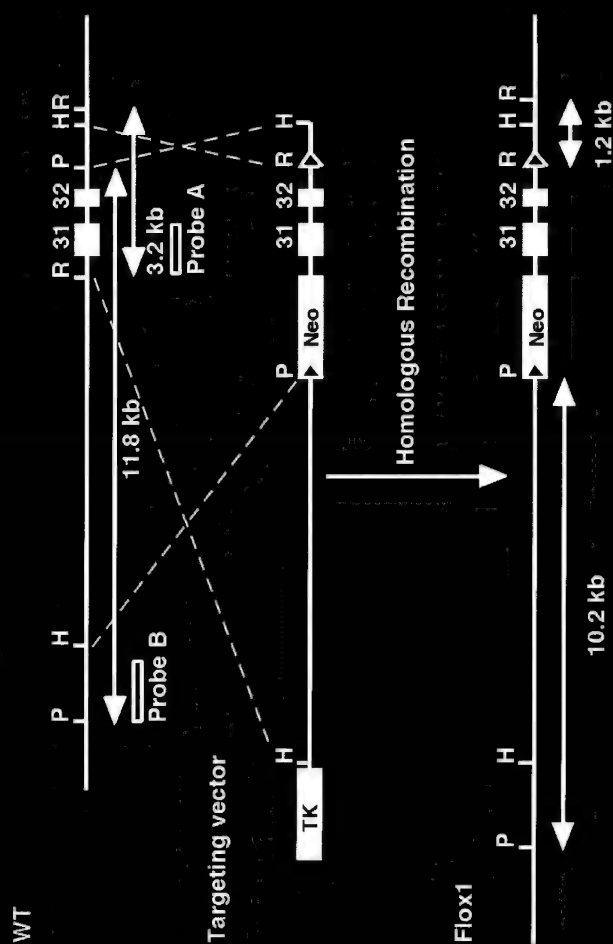 WT
P H R 31 32 P H R
Probe B
3.2 kb
Probe A
11.8 kb
Targeting vector
H P 31 32 R H
TK
Neo
Homologous Recombination
Flox1
P H P 31 32 R H R
Neo
10.2 kb
1.2 kb